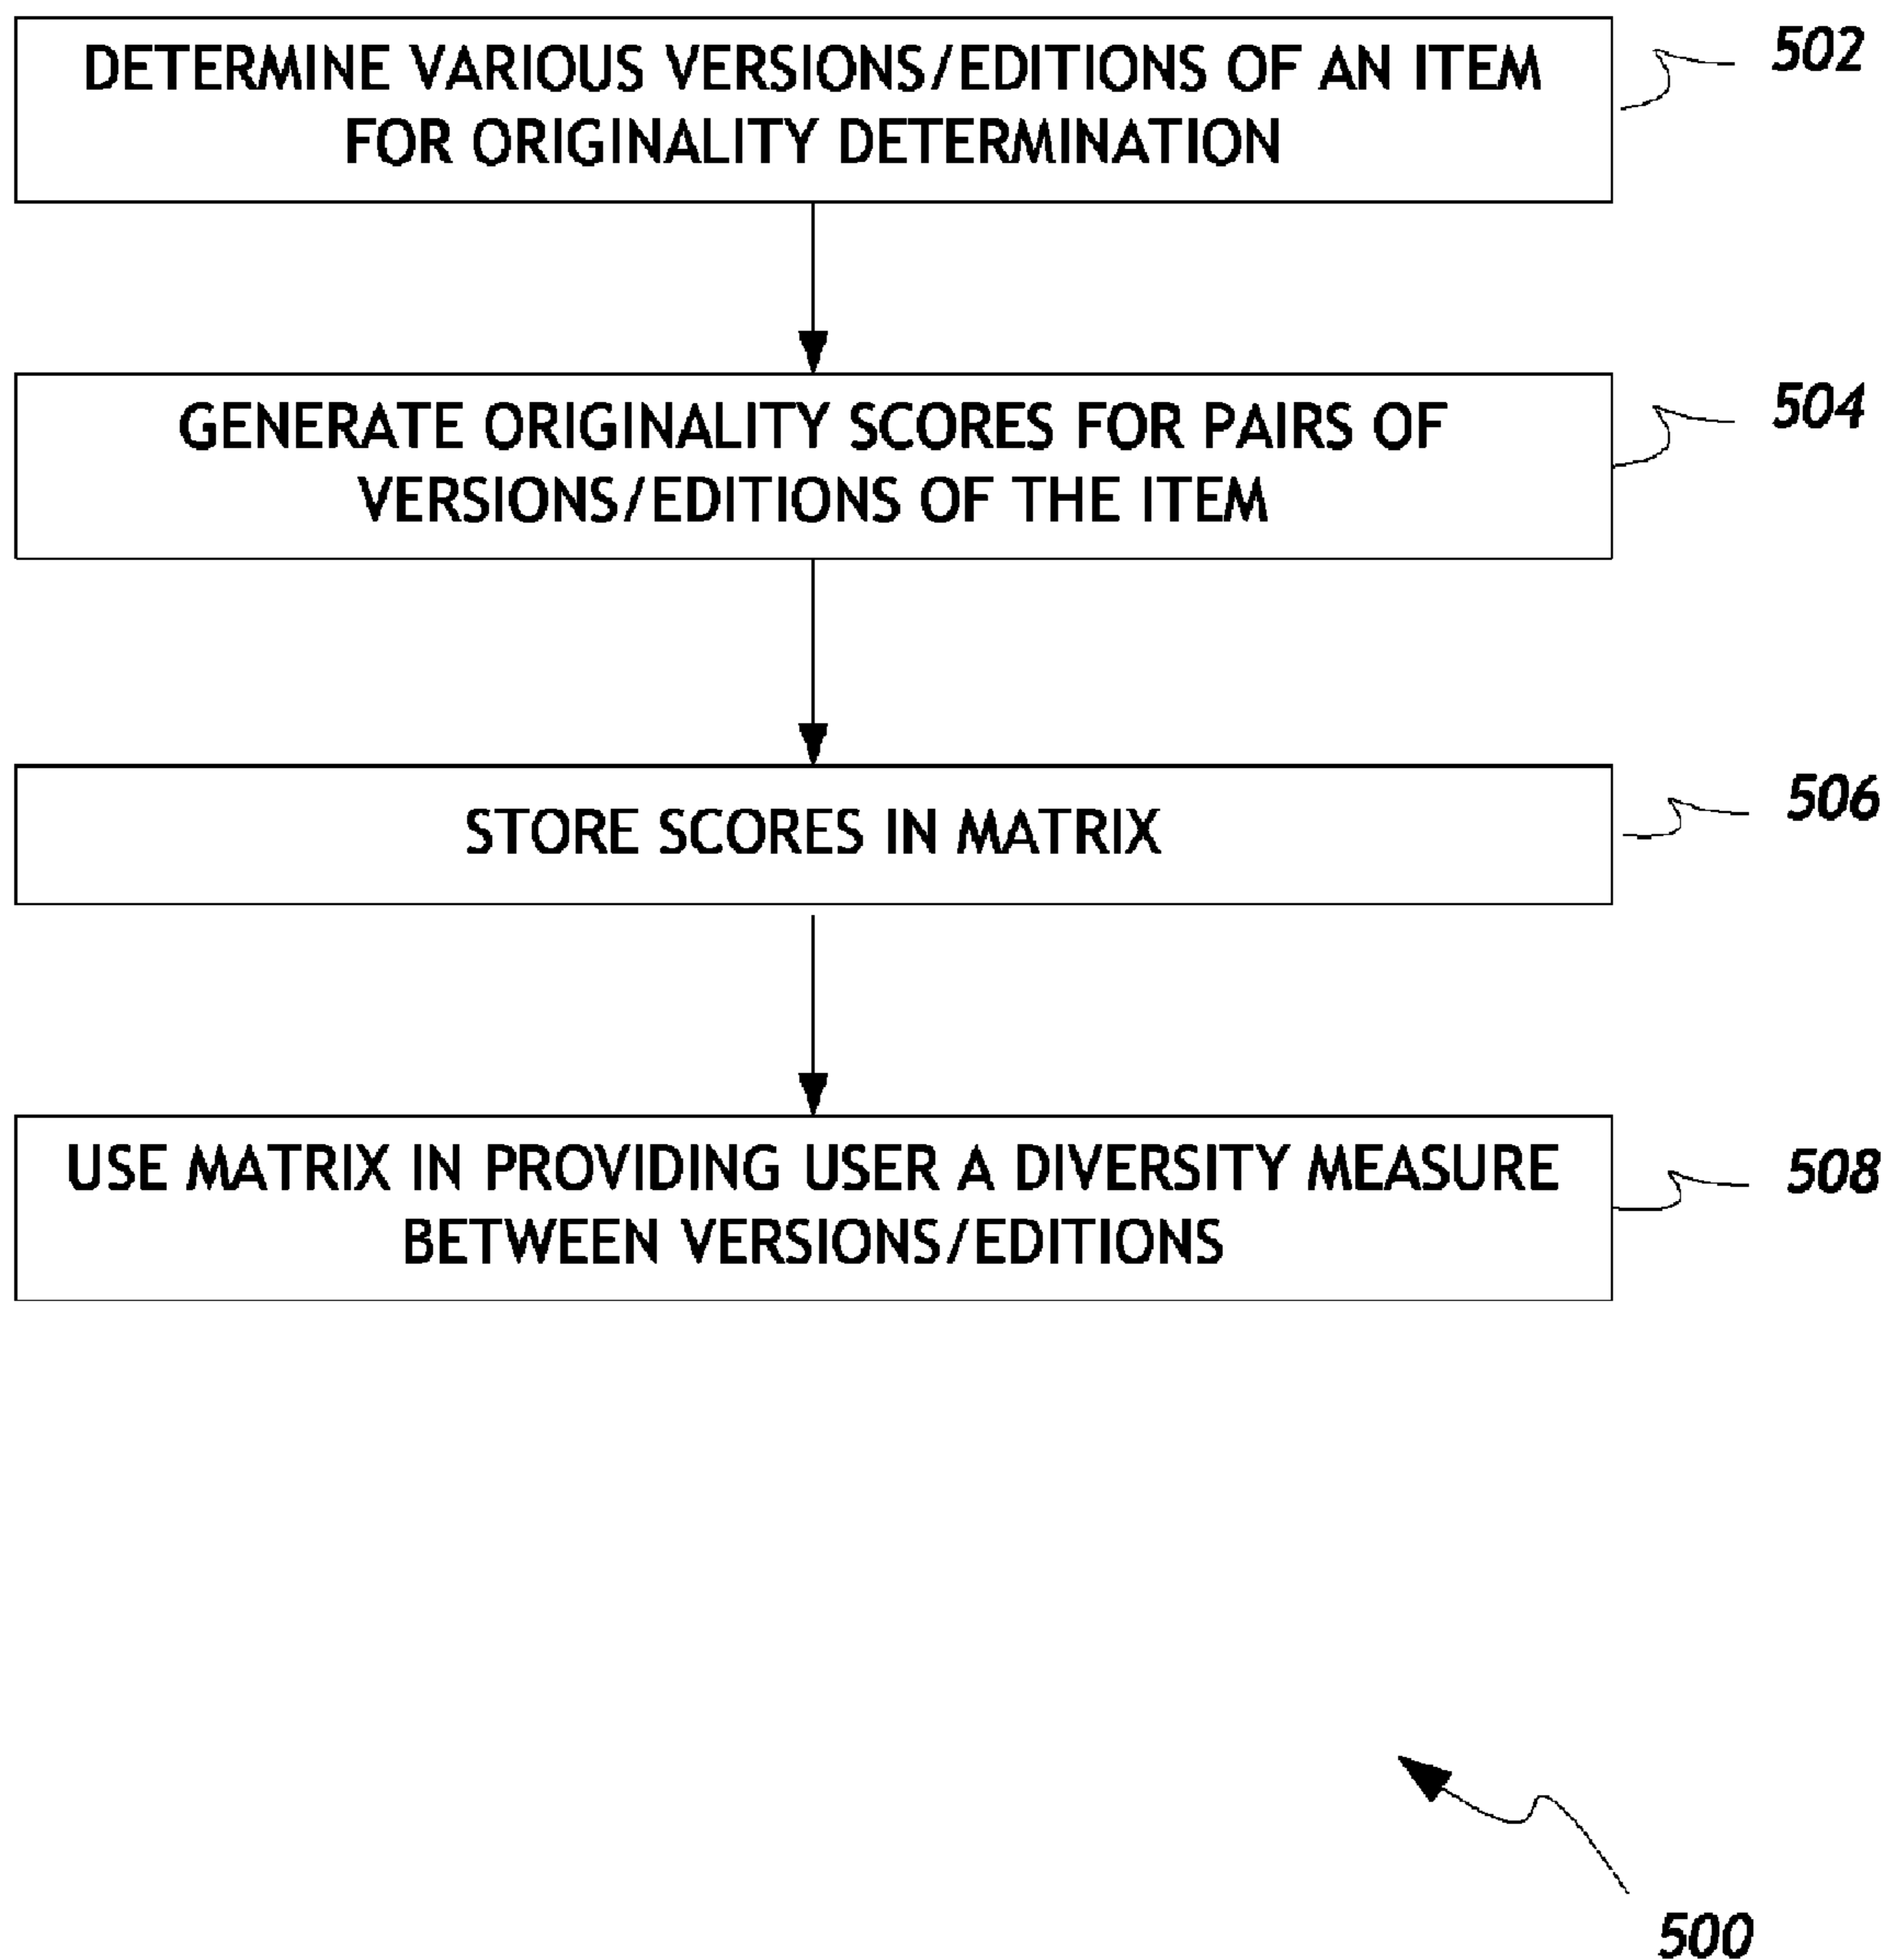 DETERMINE VARIOUS VERSIONS/EDITIONS OF AN ITEM
FOR ORIGINALITY DETERMINATION
502
GENERATE ORIGINALITY SCORES FOR PAIRS OF
VERSIONS/EDITIONS OF THE ITEM
504
STORE SCORES IN MATRIX
506
USE MATRIX IN PROVIDING USER A DIVERSITY MEASURE
BETWEEN VERSIONS/EDITIONS
508
500